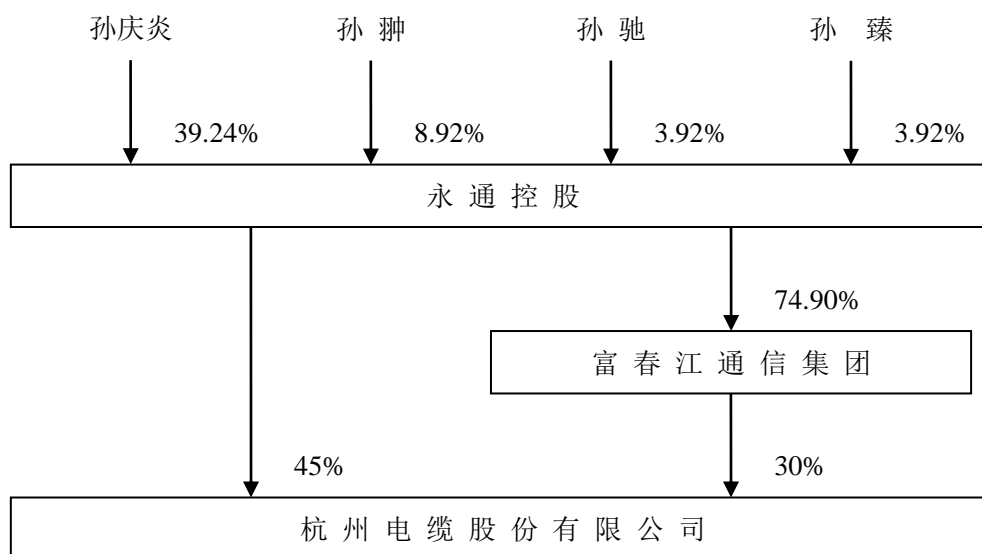 孙庆炎 孙 翀 孙 驰 孙 臻
39.24% 8.92% 3.92% 3.92%
永 通 控 股
74.90%
富 春 江 通 信 集 团
45% 30%
杭 州 电 缆 股 份 有 限 公 司